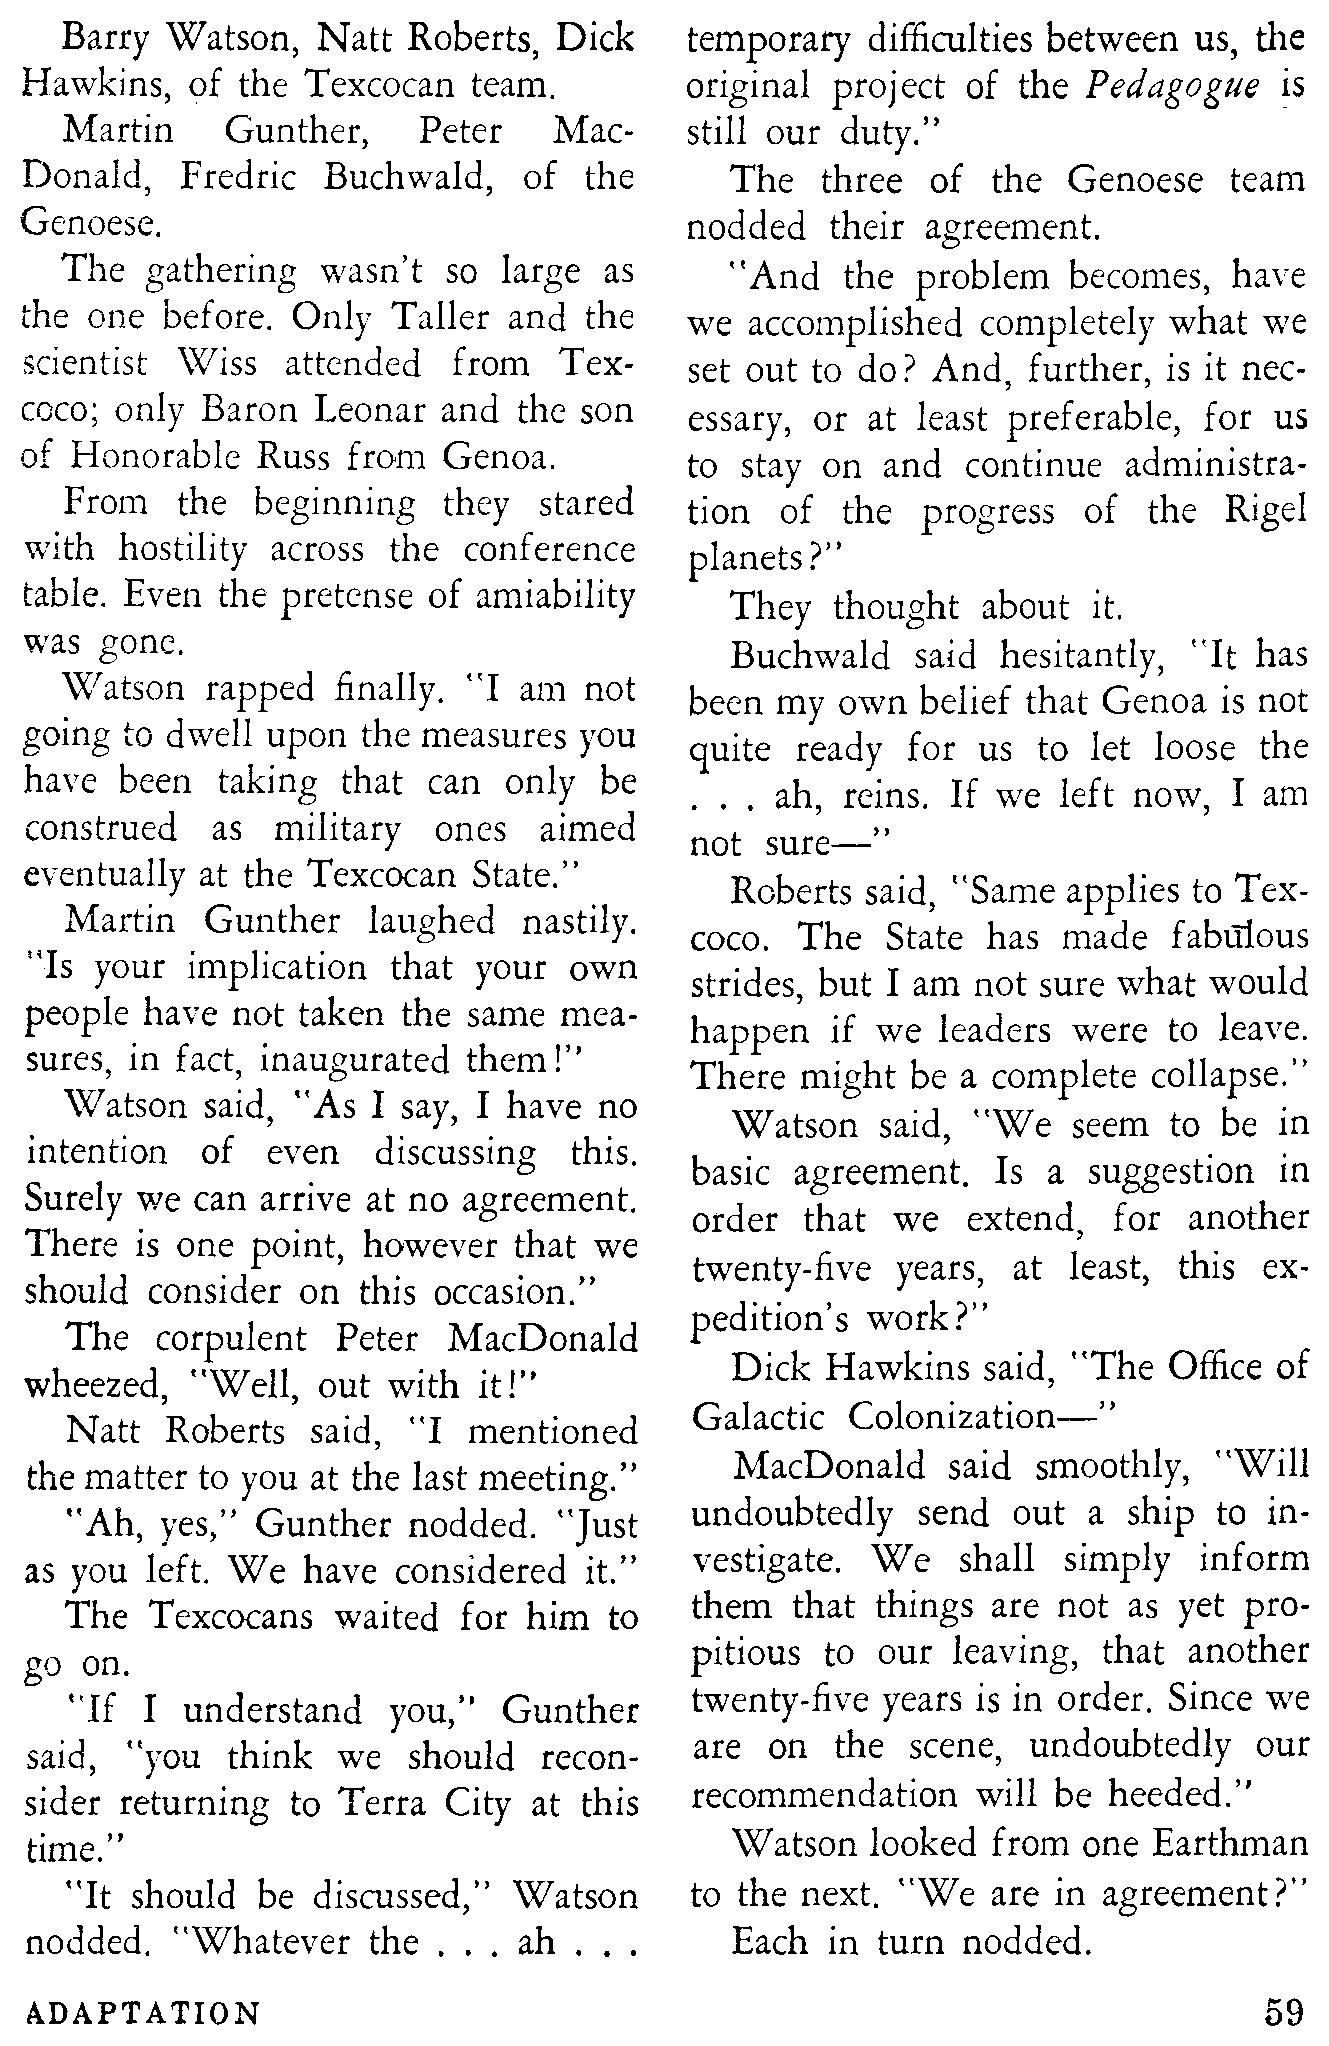 Barry Watson, Natt Roberts, Dick
Hawkins, of the Texcocan team.
Martin Gunther, Peter Mac-
Donald, Fredric Buchwald, of the
Genoese.
The gathering wasn't so large as
the one before. Only Taller and the
scientist Wiss attended from Tex-
coco; only Baron Leonar and the son
of Honorable Russ from Genoa.
From the beginning they stared
with hostility across the conference
table. Even the pretense of amiability
was gone.
Watson rapped finally. "I am not
going to dwell upon the measures you
have been taking that can only be
construed as military ones aimed
eventually at the Texcocan State."
Martin Gunther laughed nastily.
"Is your implication that your own
people have not taken the same mea-
sures, in fact, inaugurated them!"
Watson said, "As I say, I have no
intention of even discussing this.
Surely we can arrive at no agreement.
There is one point, however that we
should consider on this occasion."
The corpulent Peter MacDonald
wheezed, "Well, out with it!"
Natt Roberts said, "I mentioned
the matter to you at the last meeting."
"Ah, yes," Gunther nodded. "Just
as you left. We have considered it."
The Texcocans waited for him to
go on.
"If I understand you," Gunther
said, "you think we should recon-
sider returning to Terra City at this
time."
"It should be discussed," Watson
nodded. "Whatever the . . . ah . . .
temporary difficulties between us, the
original project of the Pedagogue is
still our duty."
The three of the Genoese team
nodded their agreement.
"And the problem becomes, have
we accomplished completely what we
set out to do? And, further, is it nec-
essary, or at least preferable, for us
to stay on and continue administra-
tion of the progress of the Rigel
planets?"
They thought about it.
Buchwald said hesitantly, "It has
been my own belief that Genoa is not
quite ready for us to let loose the
. . . ah, reins. If we left now, I am
not sure—"
Roberts said, "Same applies to Tex-
coco. The State has made fabulous
strides, but I am not sure what would
happen if we leaders were to leave.
There might be a complete collapse."
Watson said, "We seem to be in
basic agreement. Is a suggestion in
order that we extend, for another
twenty-five years, at least, this ex-
pedition's work?"
Dick Hawkins said, "The Office of
Galactic Colonization—"
MacDonald said smoothly, "Will
undoubtedly send out a ship to in-
vestigate. We shall simply inform
them that things are not as yet pro-
pitious to our leaving, that another
twenty-five years is in order. Since we
are on the scene, undoubtedly our
recommendation will be heeded."
Watson looked from one Earthman
to the next. "We are in agreement?"
Each in turn nodded.
ADAPTATION
59